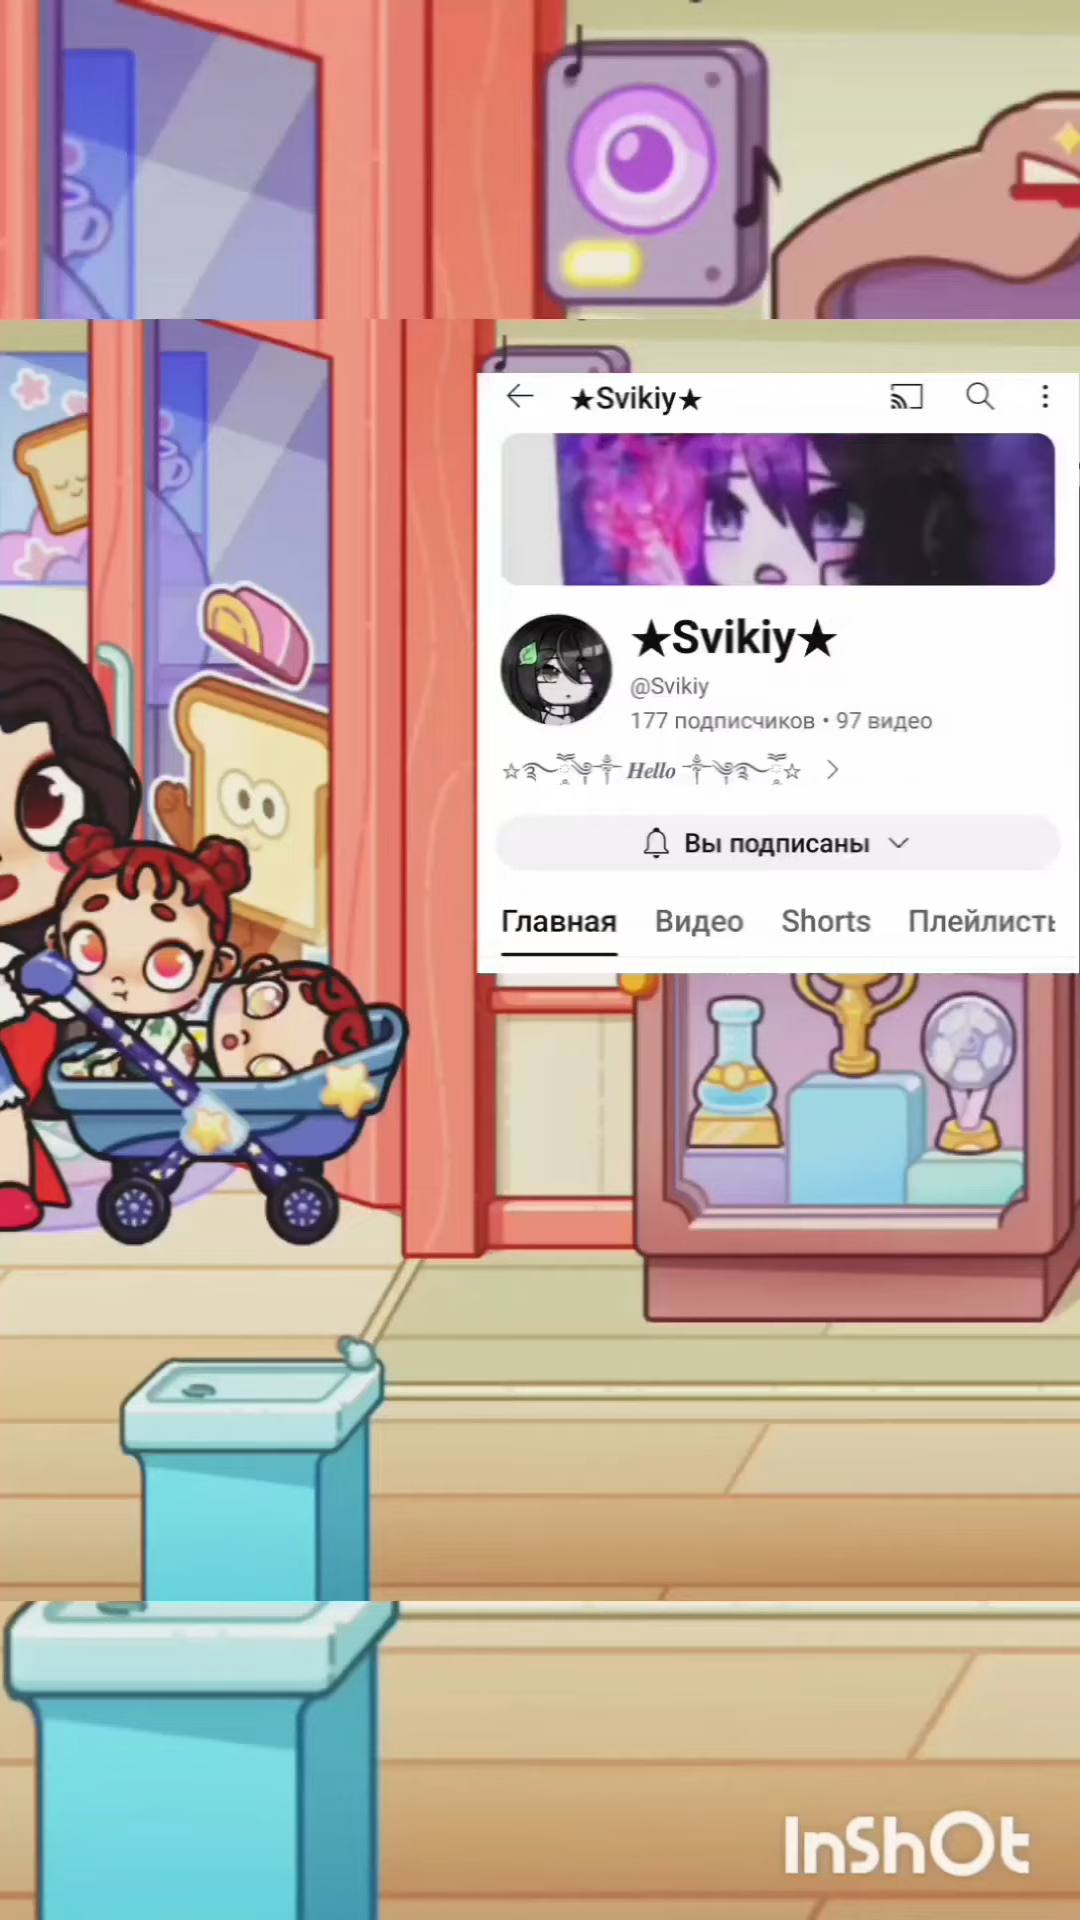 ★Svikiy★
★Svikiy★
@Svikiy
177 подписчиков • 97 видео
Hello
Вы подписаны
Главная Видео Shorts Плейлисты
InShOt